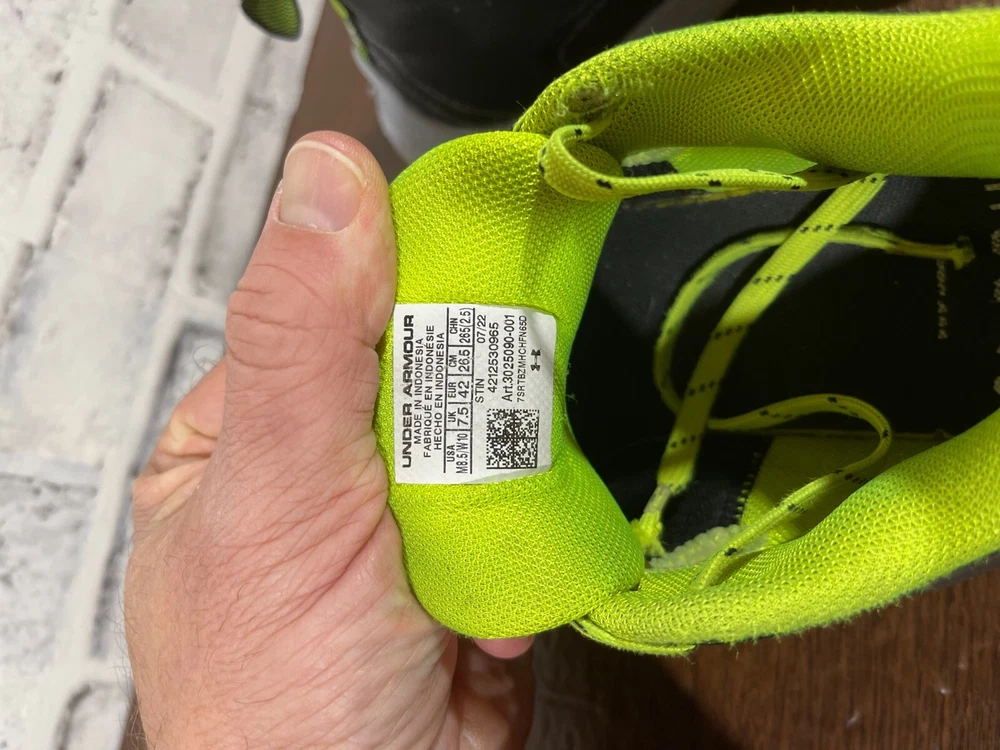 UNDER ARMOUR
MADE IN INDONESIA
FABRIQUÉ EN INDONÉSIE
HECHO EN INDONESIA
USA UK EUR CM CHN
M8.5/W10 7.5 42 26.5 265(2.5)
STIN 07/22
4212530965
Art.3025090-001
7SRTBZMHCHFN65D